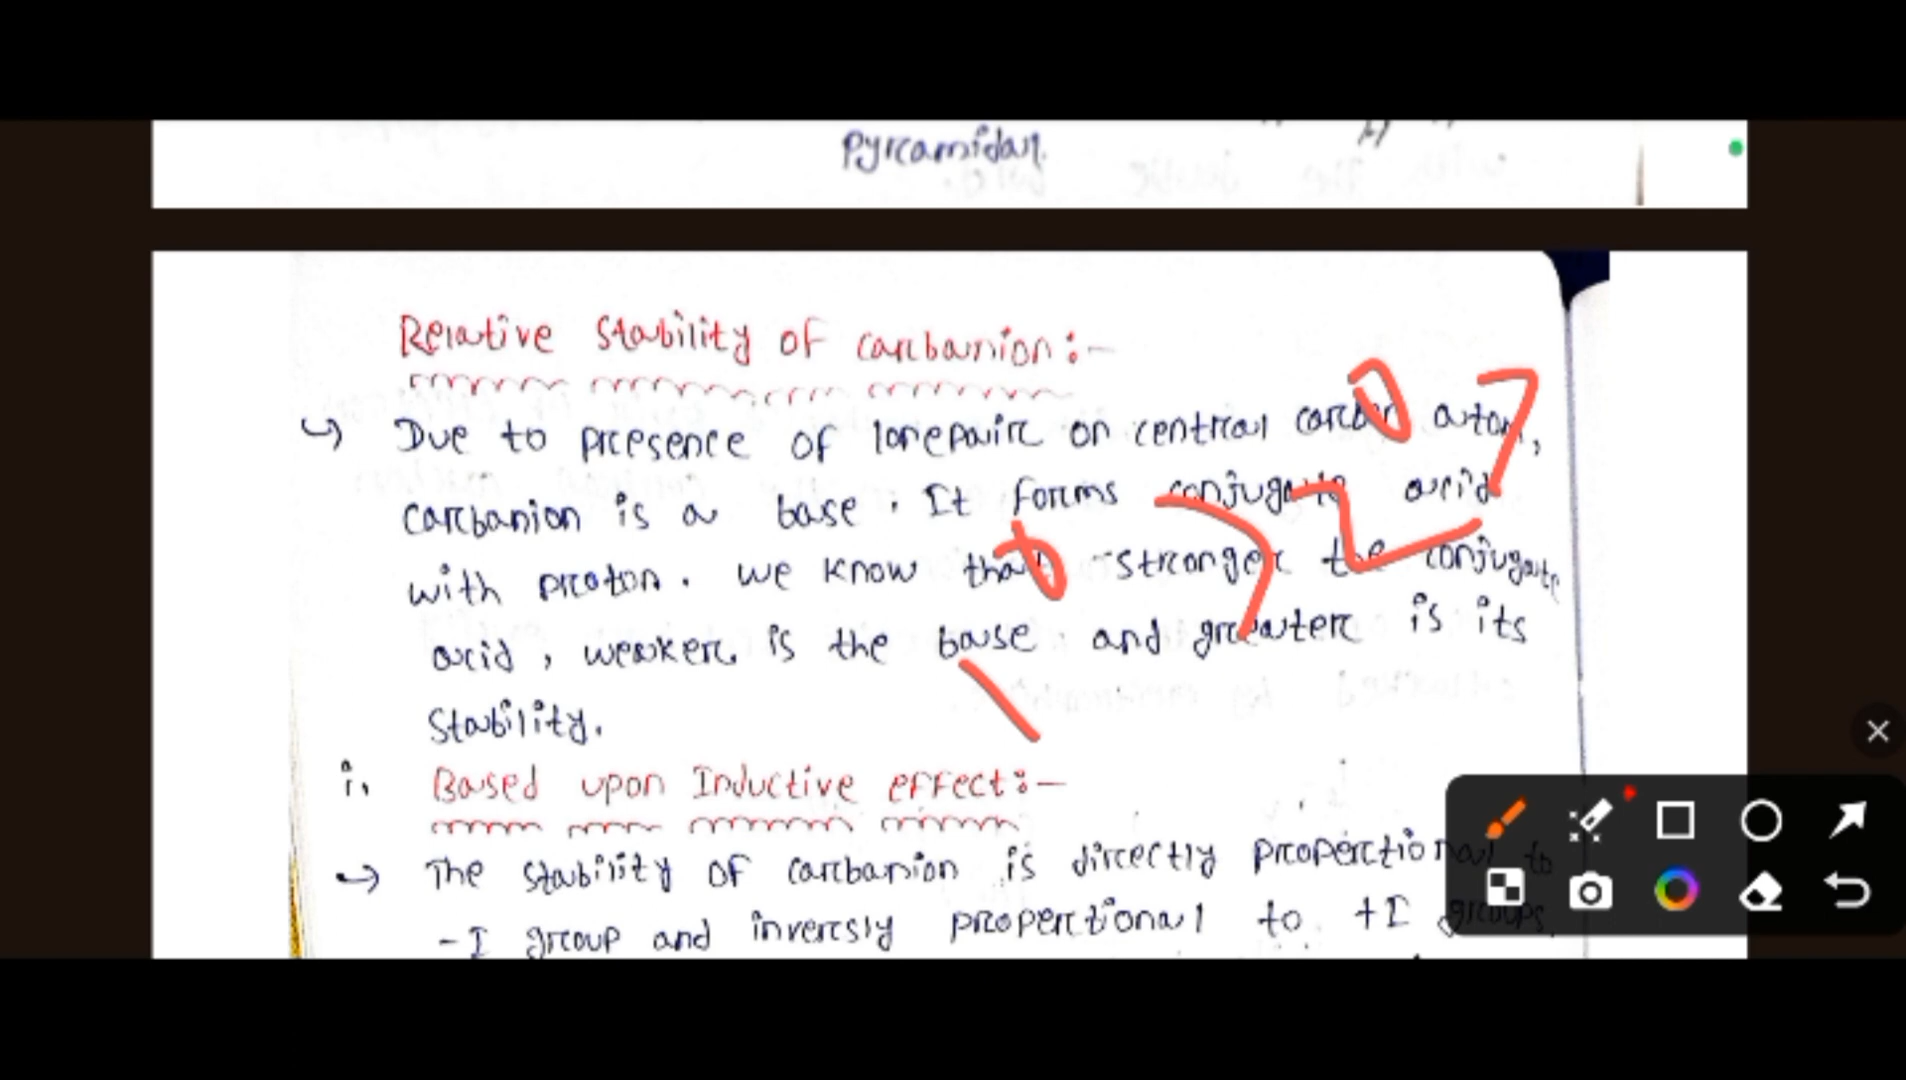 Pyramidal
Relative stability of carbanion:-
↳ Due to presence of lonepair on central carbon atom,
carbanion is a base. It forms conjugate acid
with proton. we know that stronger the conjugate
acid, weaker is the base and greater is its
stability.
i. Based upon Inductive effect:-
↳ The stability of carbanion is directly proportional to
-I group and inversly propertional to +I groups.